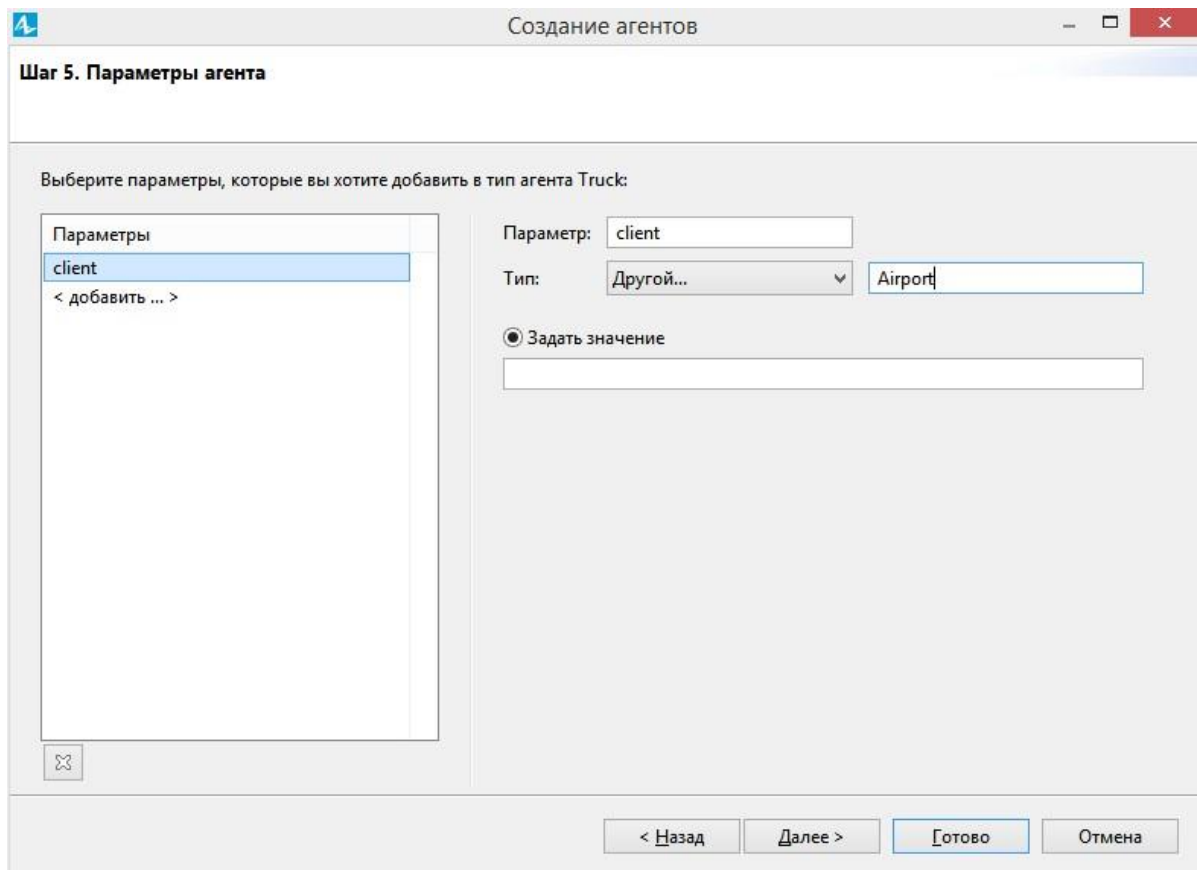 Создание агентов
Шаг 5. Параметры агента
Выберите параметры, которые вы хотите добавить в тип агента Truck:
Параметры
client
< добавить ... >
Параметр: client
Тип: Другой... Airport
Задать значение
< Назад Далее > Готово Отмена